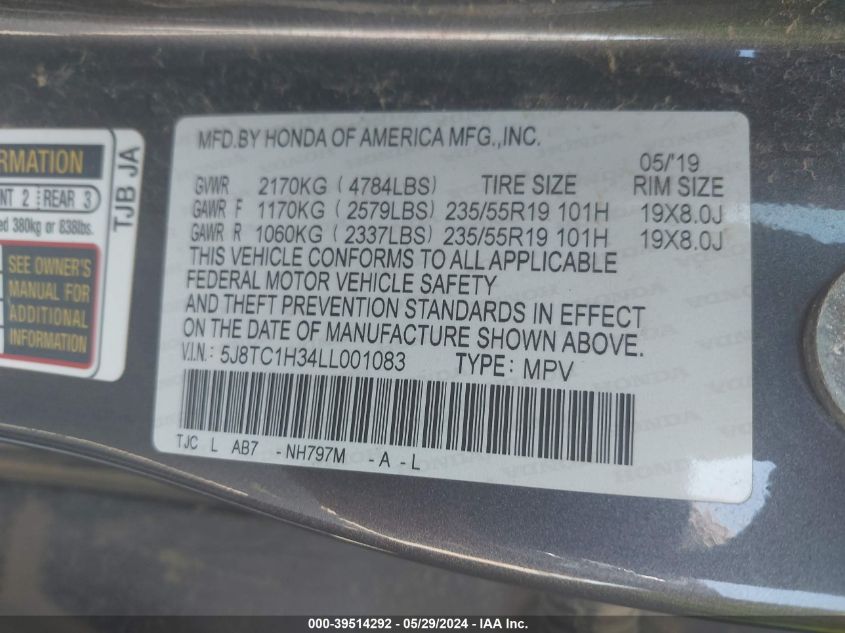 RMATION
NT 2 REAR 3
ed 380kg or 838lbs.
SEE OWNER'S
MANUAL FOR
ADDITIONAL
INFORMATION
TJB JA
MFD.BY HONDA OF AMERICA MFG.,INC.
05/'19
GVWR 2170KG (4784LBS) TIRE SIZE RIM SIZE
GAWR F 1170KG (2579LBS) 235/55R19 101H 19X8.0J
GAWR R 1060KG (2337LBS) 235/55R19 101H 19X8.0J
THIS VEHICLE CONFORMS TO ALL APPLICABLE
FEDERAL MOTOR VEHICLE SAFETY
AND THEFT PREVENTION STANDARDS IN EFFECT
ON THE DATE OF MANUFACTURE SHOWN ABOVE.
V.I.N.: 5J8TC1H34LL001083 TYPE: MPV
TJC L AB7 -NH797M -A-L
000-39514292 - 05/29/2024 - IAA Inc.